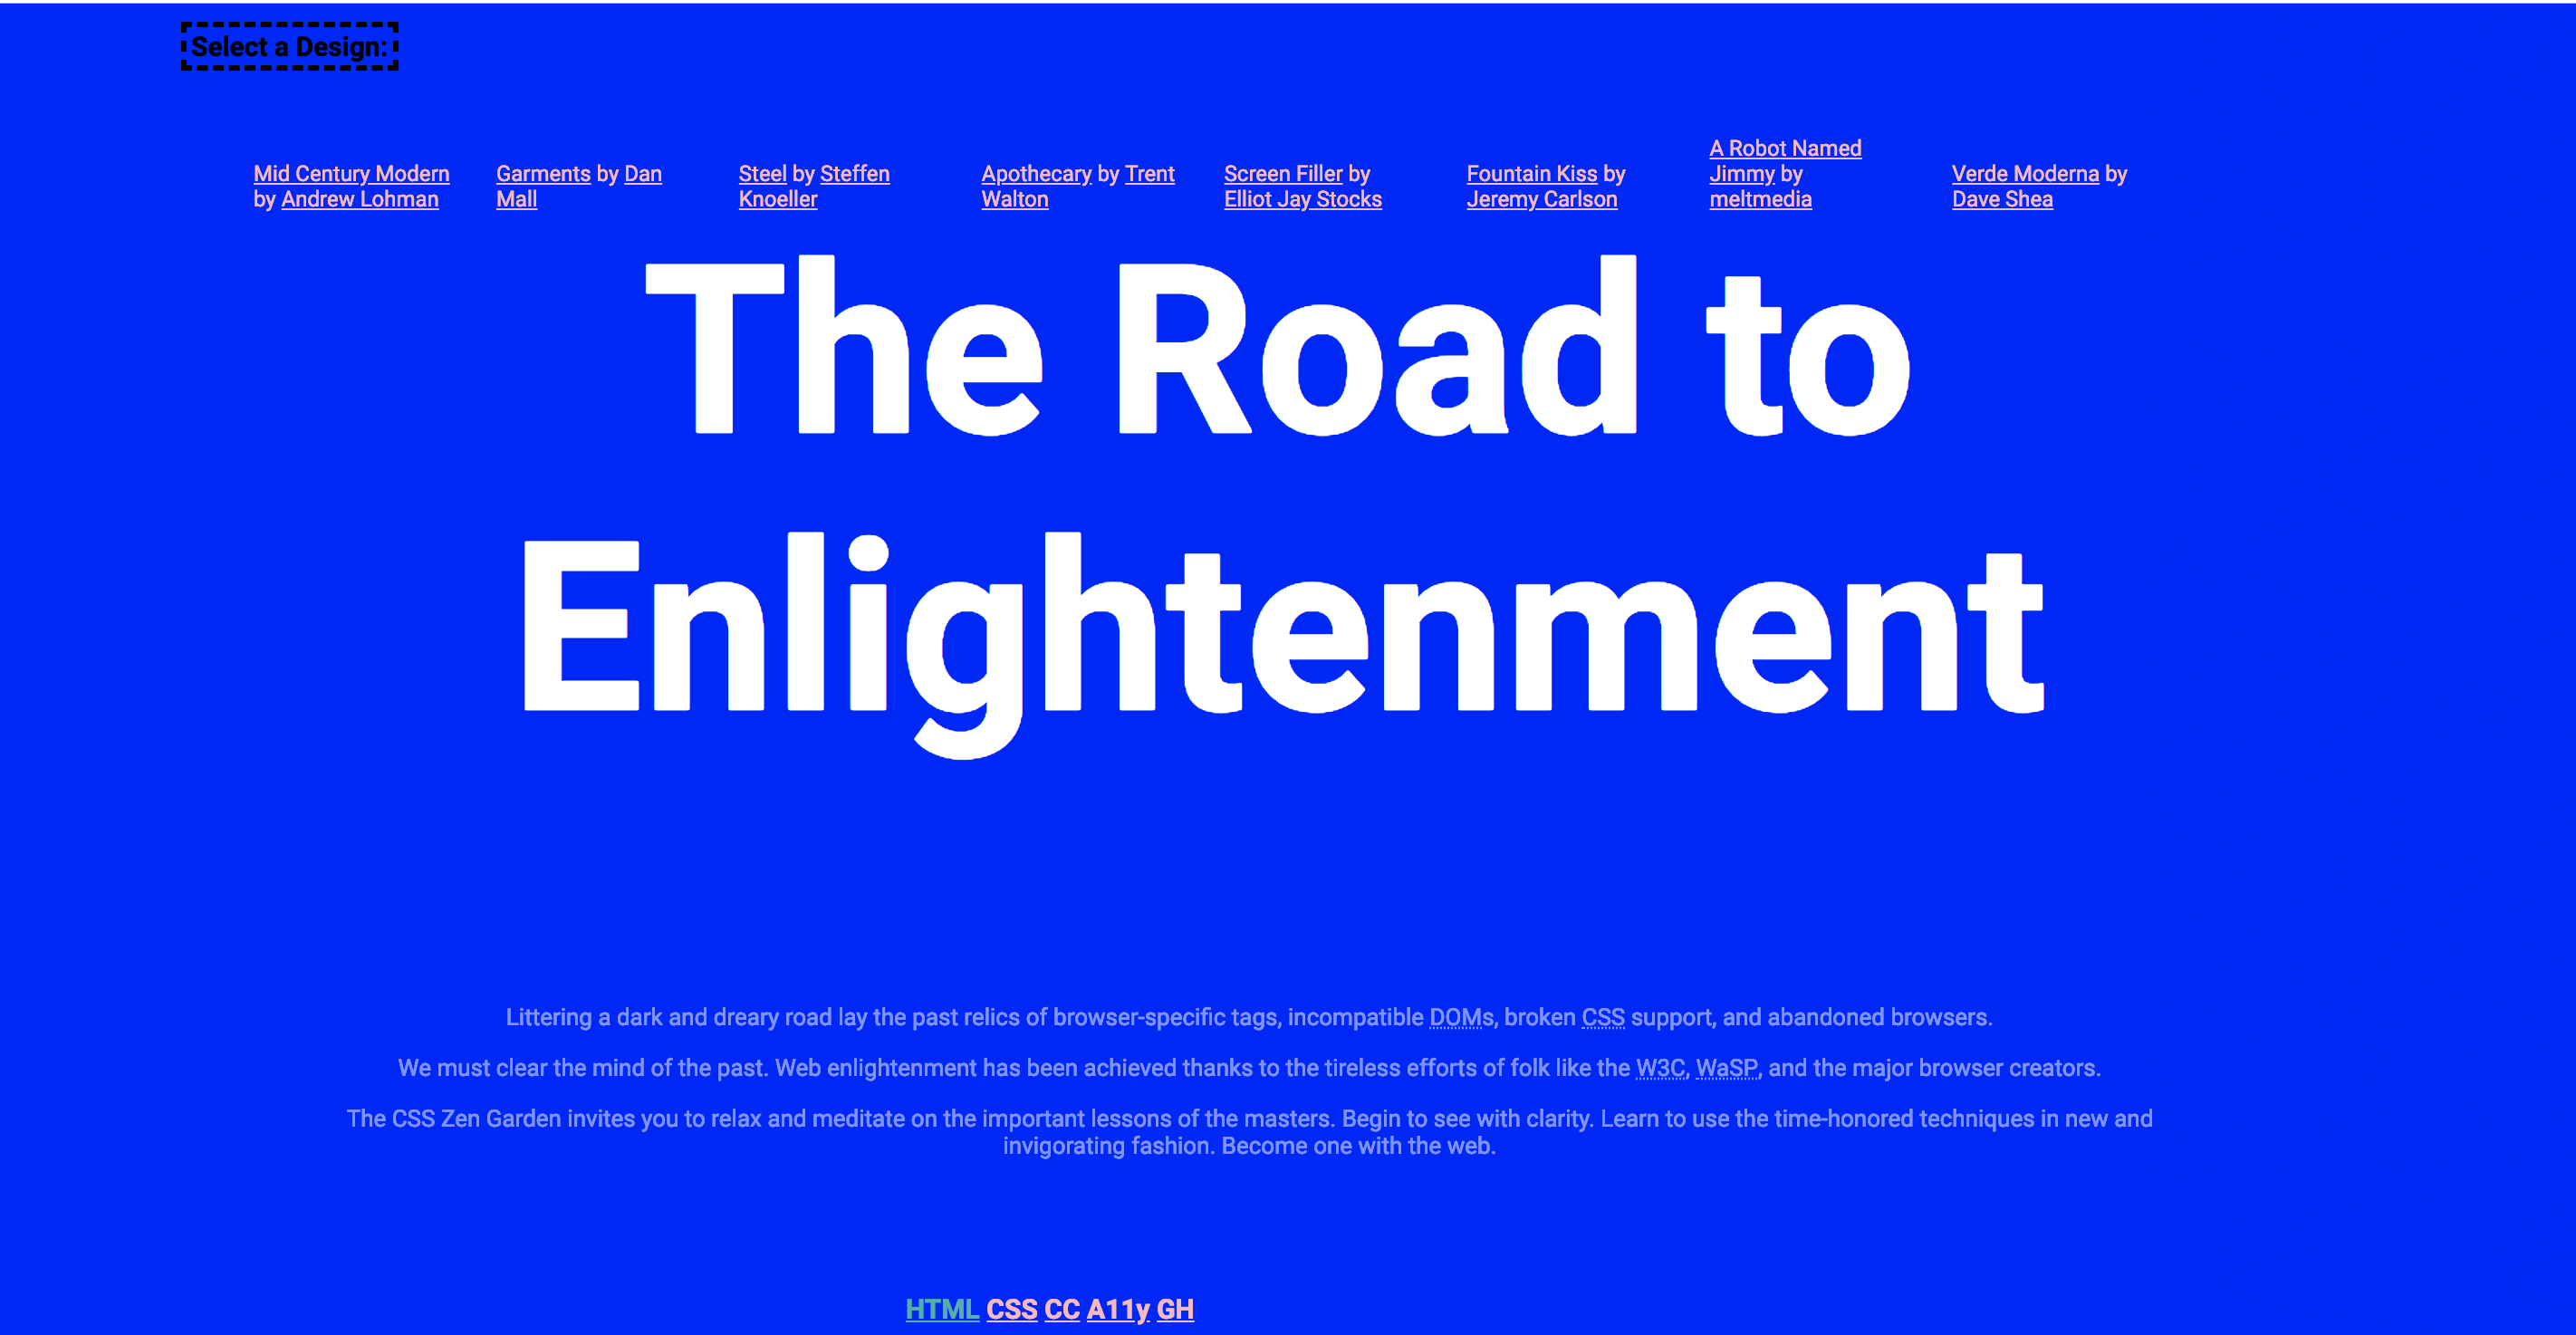 Select a Design:
Mid Century Modern
by Andrew Lohman
Garments by Dan
Mall
Steel by Steffen
Knoeller
Apothecary by Trent
Walton
Screen Filler by
Elliot Jay Stocks
Fountain Kiss by
Jeremy Carlson
A Robot Named
Jimmy by
meltmedia
Verde Moderna by
Dave Shea
The Road to
Enlightenment
Littering a dark and dreary road lay the past relics of browser-specific tags, incompatible DOMs, broken CSS support, and abandoned browsers.
We must clear the mind of the past. Web enlightenment has been achieved thanks to the tireless efforts of folk like the W3C, WaSP, and the major browser creators.
The CSS Zen Garden invites you to relax and meditate on the important lessons of the masters. Begin to see with clarity. Learn to use the time-honored techniques in new and
invigorating fashion. Become one with the web.
HTML CSS CC A11y GH